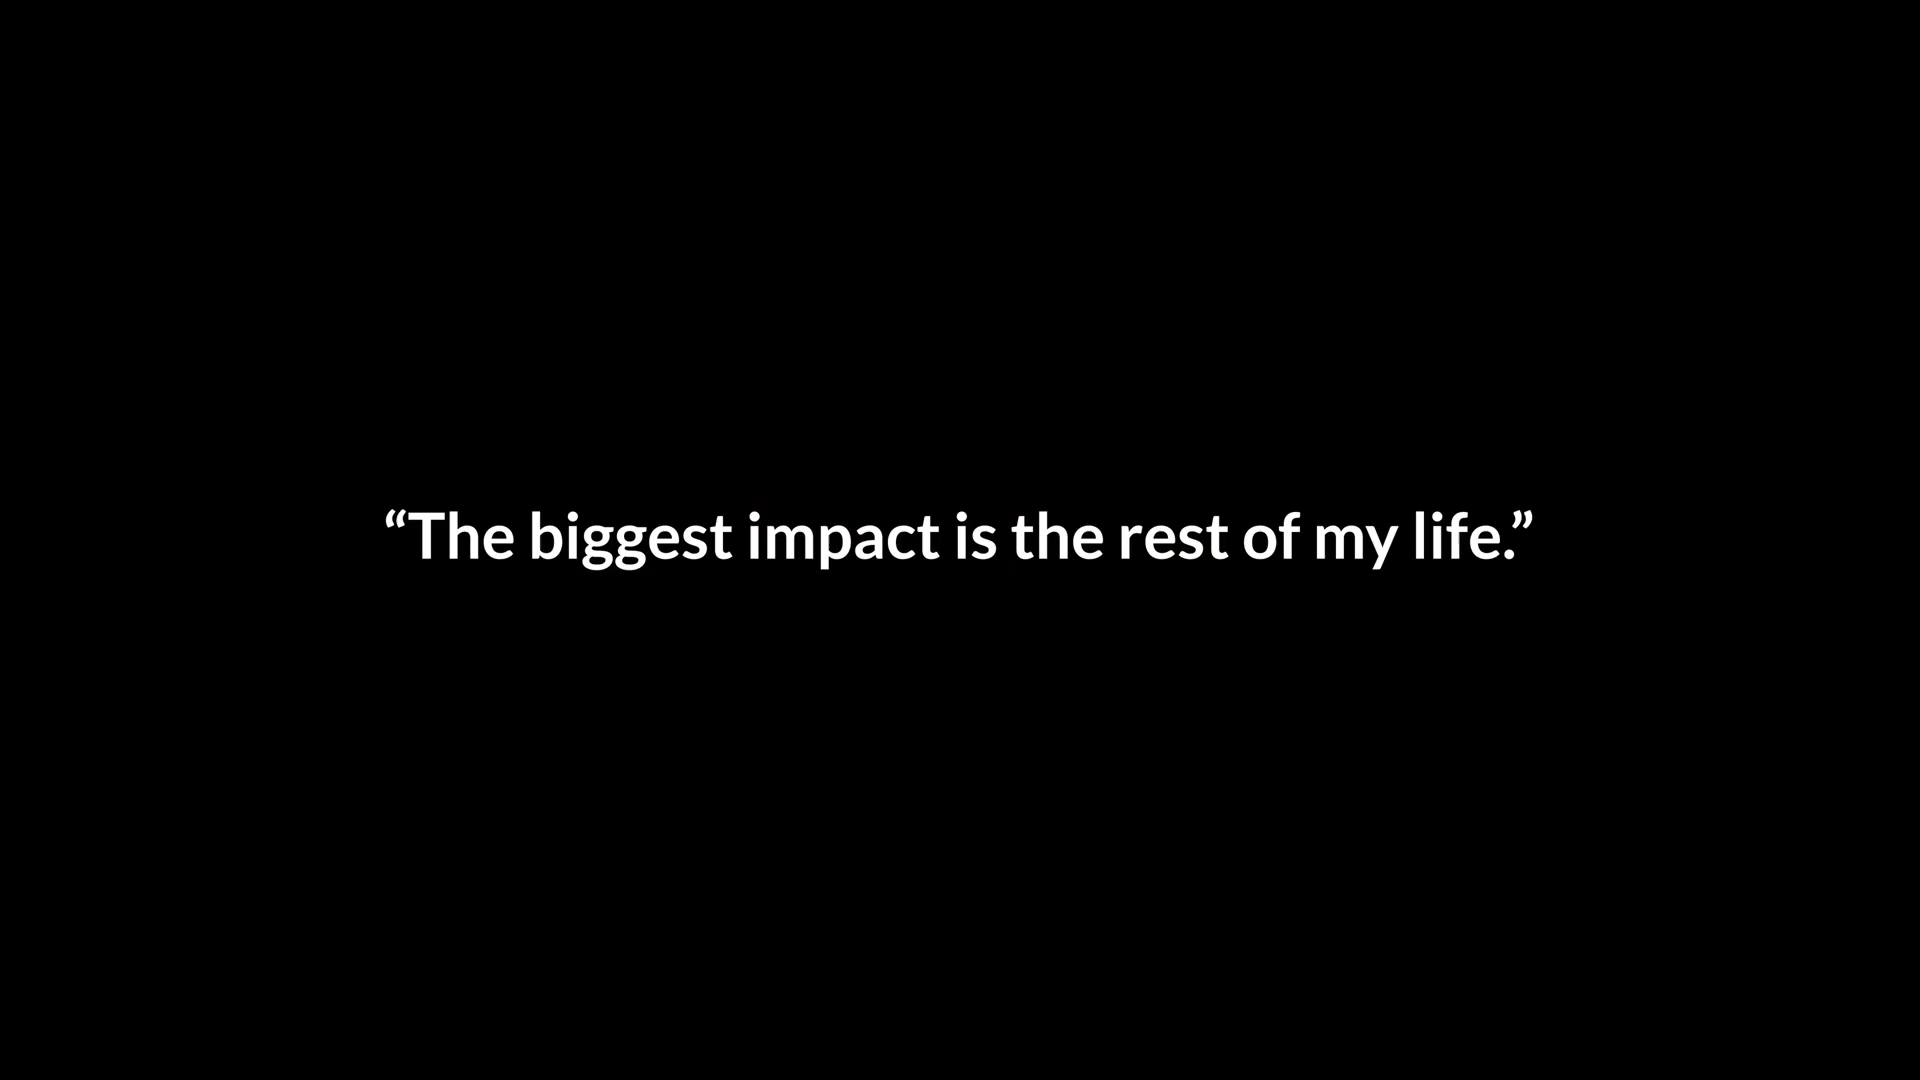 “The biggest impact is the rest of my life.”